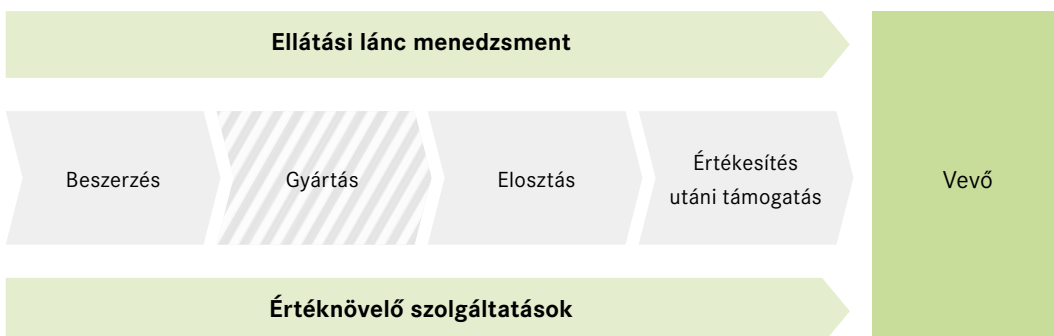 Ellátási lánc menedzsment
Beszerzés
Gyártás
Elosztás
Értékesítés
utáni támogatás
Vevő
Értéknövelő szolgáltatások